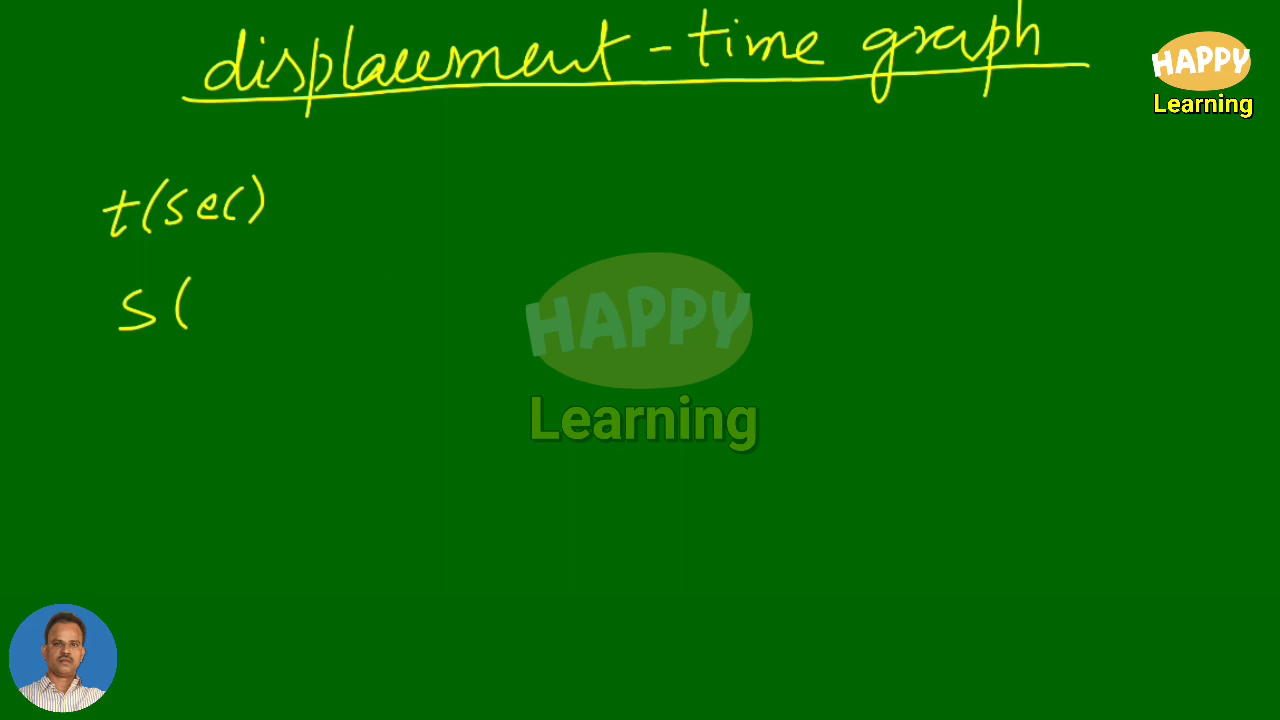 displacement - time graph
HAPPY
Learning
t(sec)
s(
HAPPY
Learning